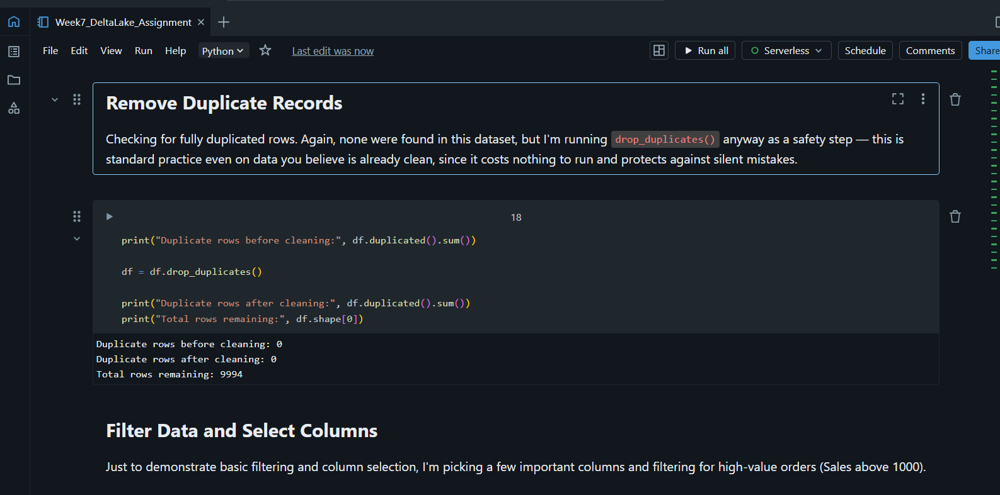 Week7_DeltaLake_Assignment
File Edit View Run Help Python Last edit was now Run all Serverless Schedule Comments Share
Remove Duplicate Records
Checking for fully duplicated rows. Again, none were found in this dataset, but I'm running drop_duplicates() anyway as a safety step — this is
standard practice even on data you believe is already clean, since it costs nothing to run and protects against silent mistakes.
18
print("Duplicate rows before cleaning:", df.duplicated().sum())
df = df.drop_duplicates()
print("Duplicate rows after cleaning:", df.duplicated().sum())
print("Total rows remaining:", df.shape[0])
Duplicate rows before cleaning: 0
Duplicate rows after cleaning: 0
Total rows remaining: 9994
Filter Data and Select Columns
Just to demonstrate basic filtering and column selection, I'm picking a few important columns and filtering for high-value orders (Sales above 1000).